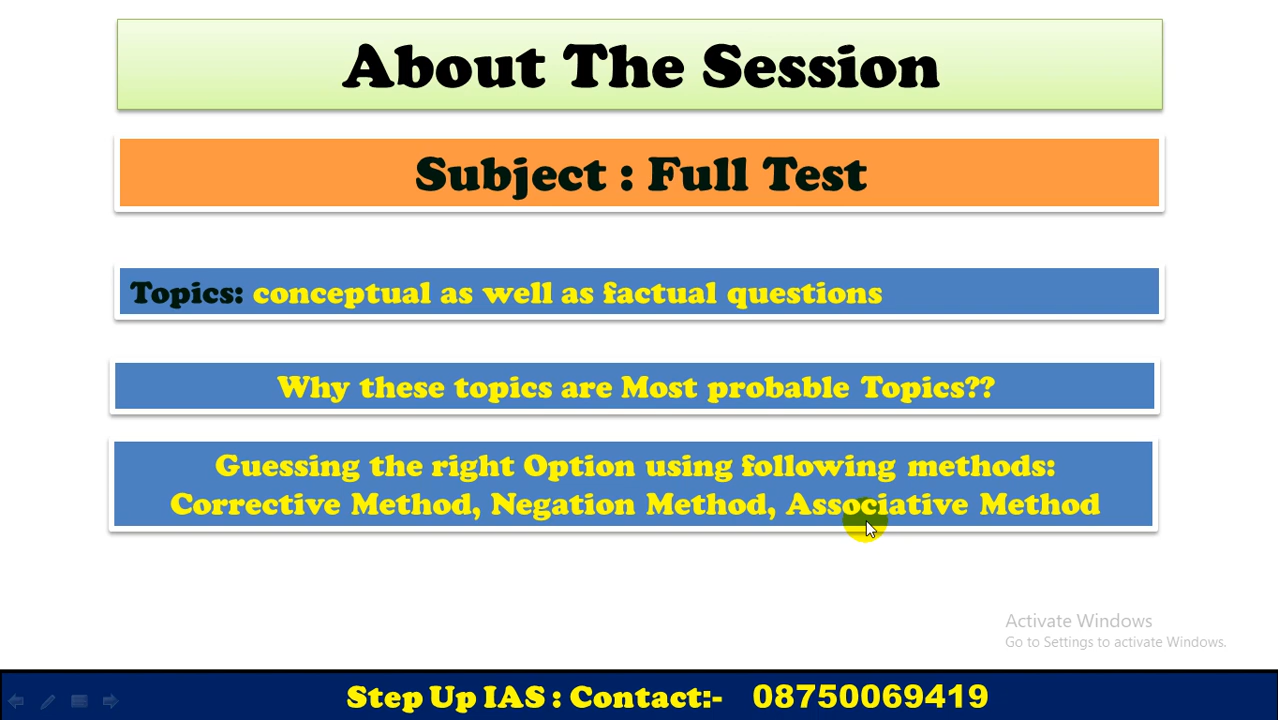 About The Session
Subject : Full Test
Topics: conceptual as well as factual questions
Why these topics are Most probable Topics??
Guessing the right Option using following methods:
Corrective Method, Negation Method, Associative Method
Activate Windows
Go to Settings to activate Windows.
Step Up IAS : Contact:- 08750069419